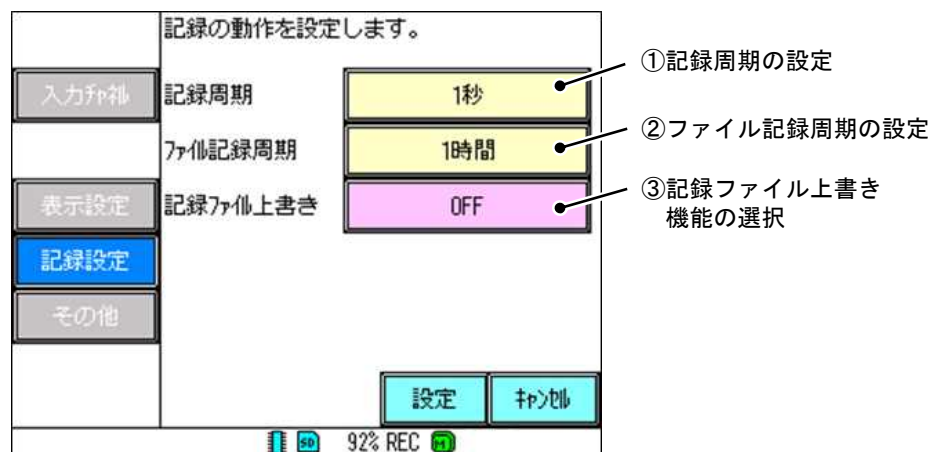 記録の動作を設定します。
入力ﾁｬﾈﾙ
記録周期
1秒
①記録周期の設定
ﾌｧｲﾙ記録周期
1時間
②ファイル記録周期の設定
表示設定
記録ﾌｧｲﾙ上書き
OFF
③記録ファイル上書き
機能の選択
記録設定
その他
設定
ｷｬﾝｾﾙ
SD 92% REC M